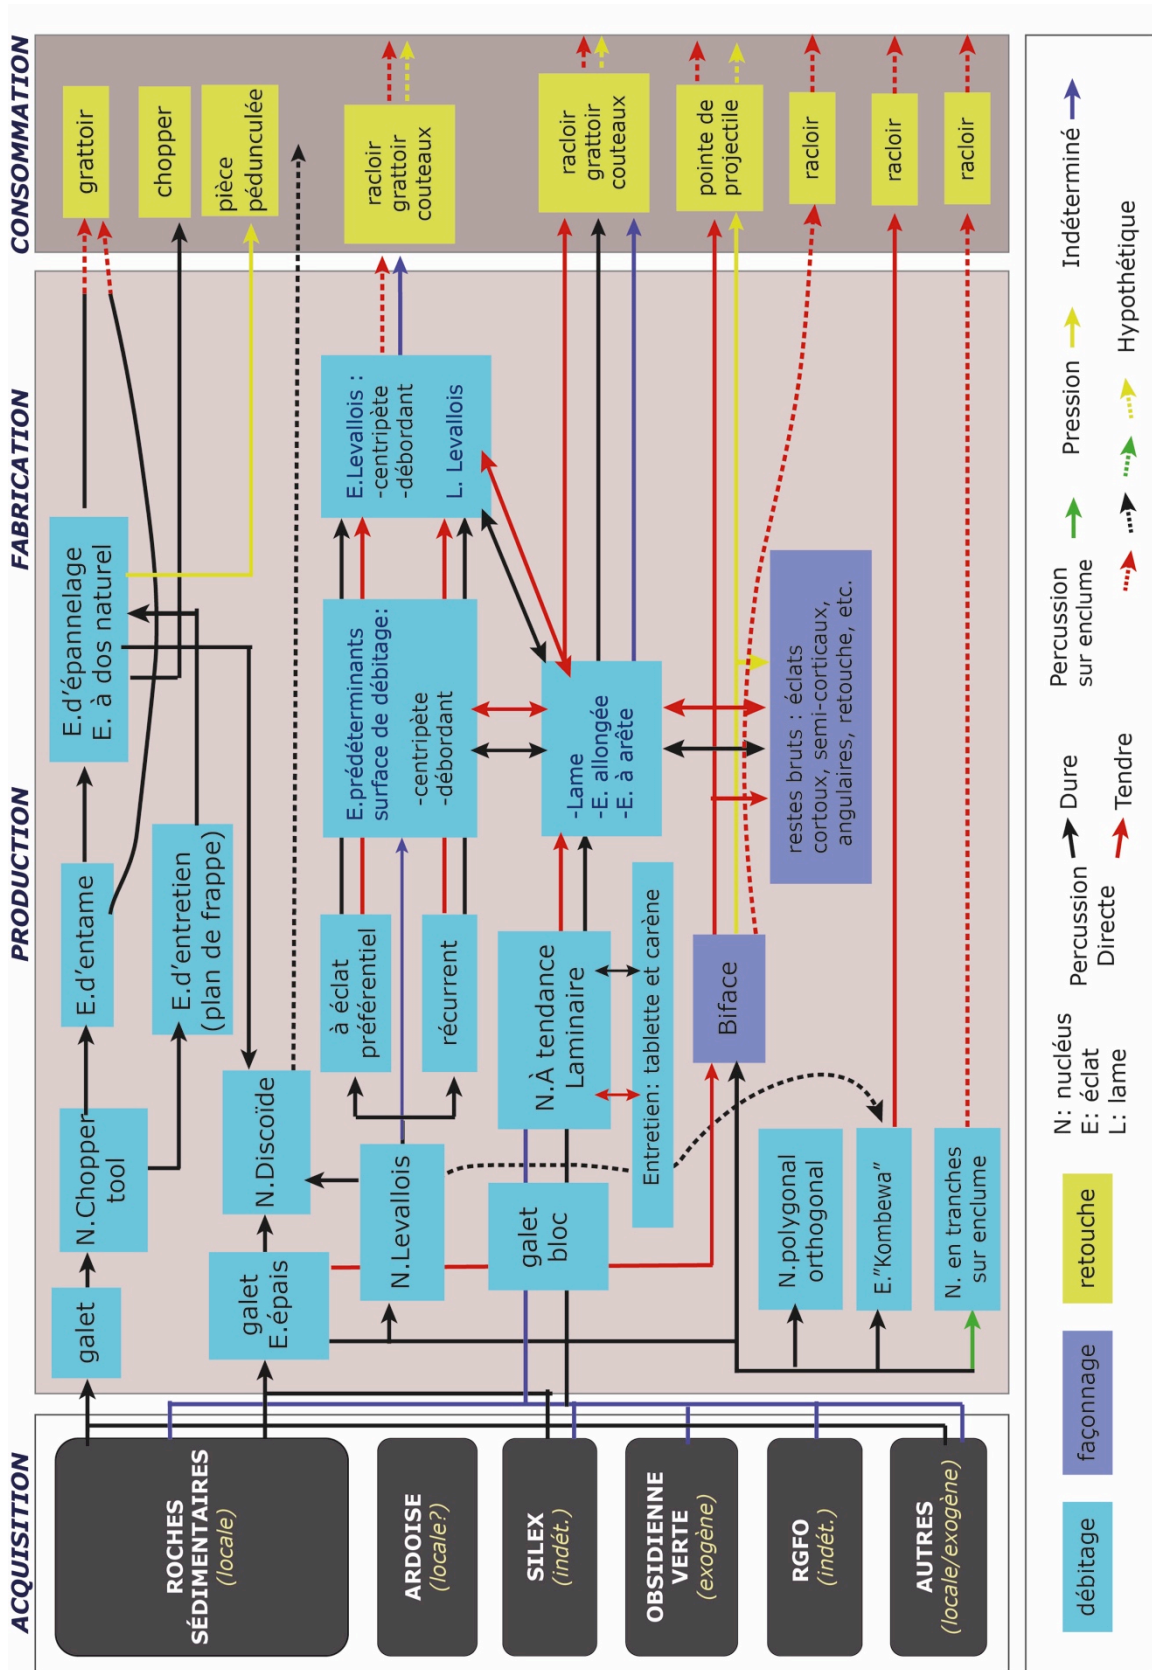 ACQUISITION
PRODUCTION
FABRICATION
CONSOMMATION
ROCHES
SÉDIMENTAIRES
(locale)
ARDOISE
(locale?)
SILEX
(indét.)
OBSIDIENNE
VERTE
(exogène)
RGFO
(indét.)
AUTRES
(locale/exogène)
galet
N.Chopper
tool
E.d'entame
E.d'entretien
(plan de frappe)
E.d'épannelage
E. à dos naturel
galet
E.épais
N.Discoïde
N.Levallois
à éclat
préférentiel
récurrent
E.prédéterminants
surface de débitage:
-centripète
-débordant
E.Levallois :
-centripète
-débordant
L. Levallois
galet
bloc
N.À tendance
Laminaire
Entretien: tablette et carène
-Lame
-E. allongée
-E. à arête
Biface
restes bruts : éclats
cortoux, semi-corticaux,
angulaires, retouche, etc.
N.polygonal
orthogonal
E."Kombewa"
N. en tranches
sur enclume
grattoir
chopper
pièce
pédunculée
racloir
grattoir
couteaux
racloir
grattoir
couteaux
pointe de
projectile
racloir
racloir
racloir
débitage
façonnage
retouche
N: nucléus
E: éclat
L: lame
Percussion
Directe
Dure
Tendre
Percussion
sur enclume
Pression
Indéterminé
Hypothétique